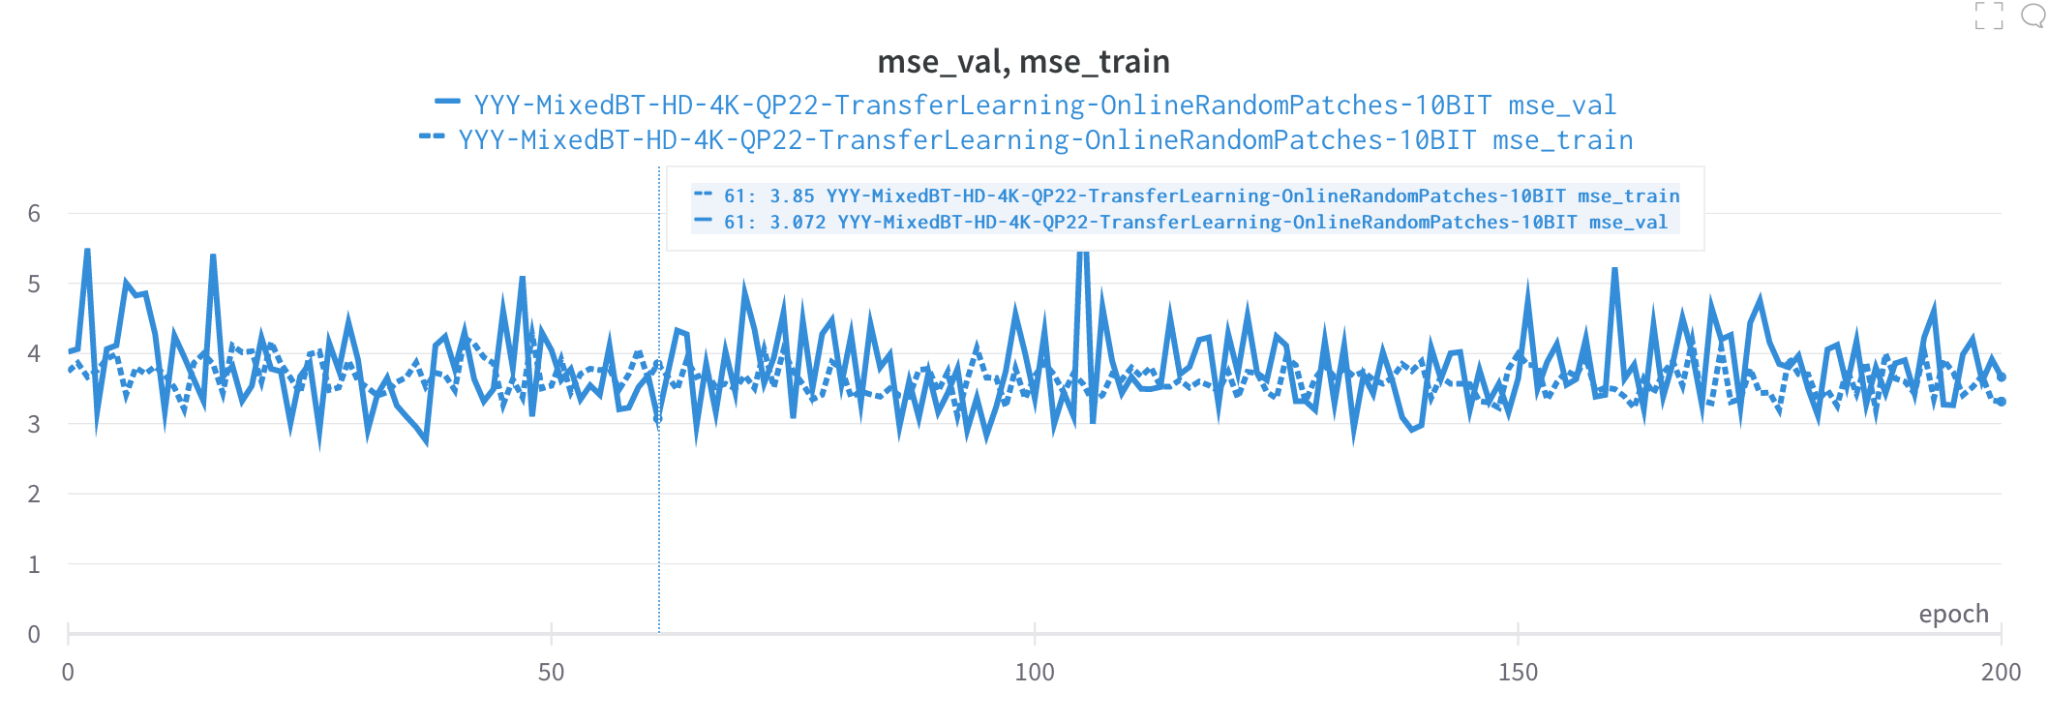 mse_val, mse_train
YYY-MixedBT-HD-4K-QP22-TransferLearning-OnlineRandomPatches-10BIT mse_val
YYY-MixedBT-HD-4K-QP22-TransferLearning-OnlineRandomPatches-10BIT mse_train
61: 3.85 YYY-MixedBT-HD-4K-QP22-TransferLearning-OnlineRandomPatches-10BIT mse_train
61: 3.072 YYY-MixedBT-HD-4K-QP22-TransferLearning-OnlineRandomPatches-10BIT mse_val
6
5
4
3
2
1
0
epoch
0 50 100 150 200